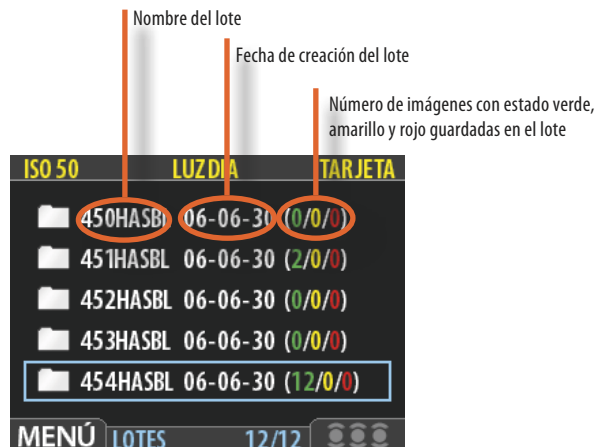 Nombre del lote
Fecha de creación del lote
Número de imágenes con estado verde,
amarillo y rojo guardadas en el lote
ISO 50 LUZ DIA TARJETA
450HASBL 06-06-30 (0/0/0)
451HASBL 06-06-30 (2/0/0)
452HASBL 06-06-30 (0/0/0)
453HASBL 06-06-30 (0/0/0)
454HASBL 06-06-30 (12/0/0)
MENÚ LOTES 12/12